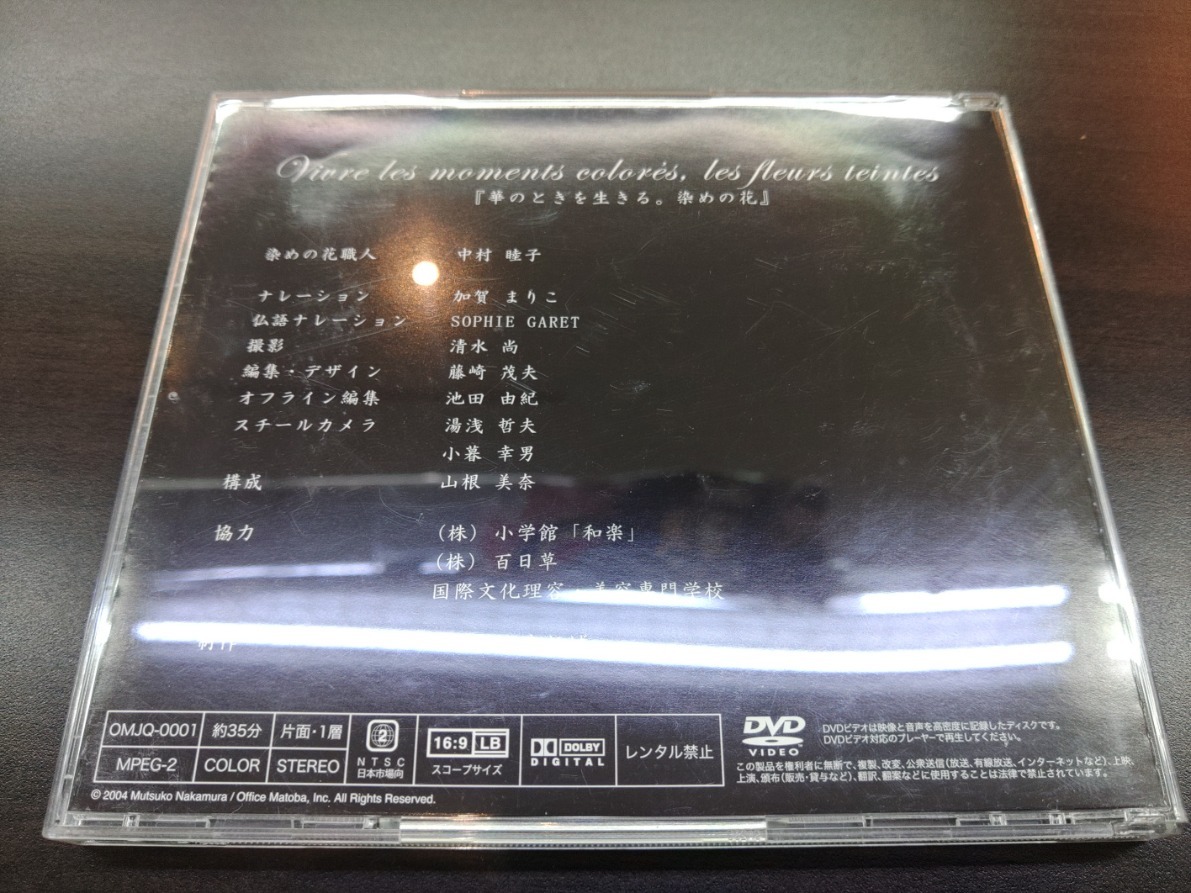 Vivre les moments colorés, les fleurs teintes
『華のときを生きる。染めの花』
染めの花職人 中村 睦子
ナレーション 加賀 まりこ
仏語ナレーション SOPHIE GARET
撮影 清水 尚
編集・デザイン 藤崎 茂夫
オフライン編集 池田 由紀
スチールカメラ 湯浅 哲夫
小暮 幸男
構成 山根 美奈
協力 (株) 小学館「和楽」
(株) 百日草
国際文化理容・美容専門学校
制作
OMJQ-0001 約35分 片面・1層 2 16:9 LB DOLBY レンタル禁止
MPEG-2 COLOR STEREO NTSC 日本市場向 スコープサイズ DIGITAL
DVD VIDEO
DVDビデオは映像と音声を高密度に記録したディスクです。
DVDビデオ対応のプレーヤーで再生してください。
この製品を権利者に無断で、複製、改変、公衆送信(放送、有線放送、インターネットなど)、上映、
上演、頒布(販売・貸与など)、翻訳、翻案などに使用することは法律で禁止されています。
© 2004 Mutsuko Nakamura / Office Matoba, Inc. All Rights Reserved.